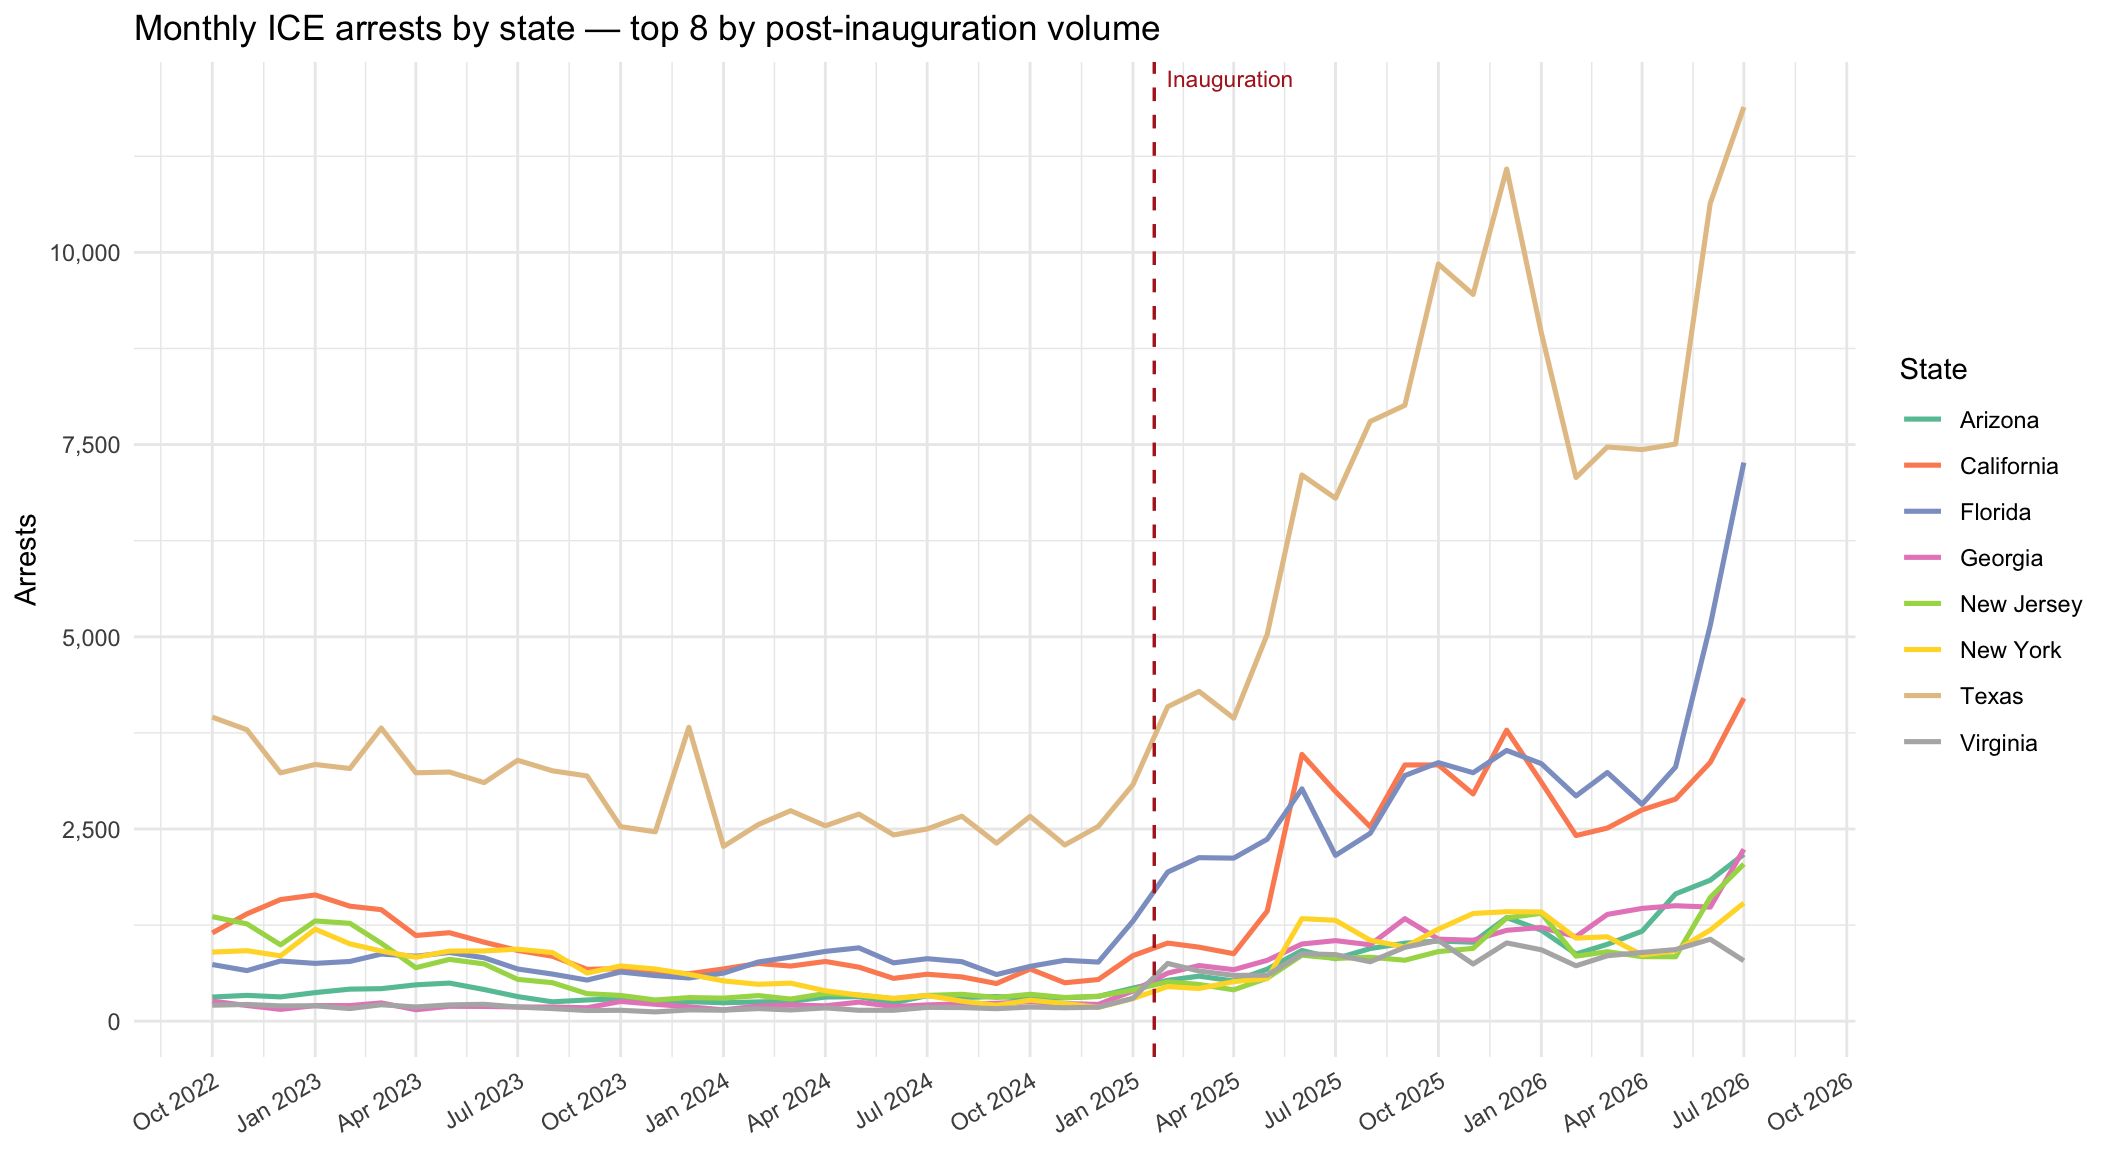 Monthly ICE arrests by state — top 8 by post-inauguration volume
Inauguration
Arrests
10,000
7,500
5,000
2,500
0
Oct 2022
Jan 2023
Apr 2023
Jul 2023
Oct 2023
Jan 2024
Apr 2024
Jul 2024
Oct 2024
Jan 2025
Apr 2025
Jul 2025
Oct 2025
Jan 2026
Apr 2026
Jul 2026
Oct 2026
State
Arizona
California
Florida
Georgia
New Jersey
New York
Texas
Virginia